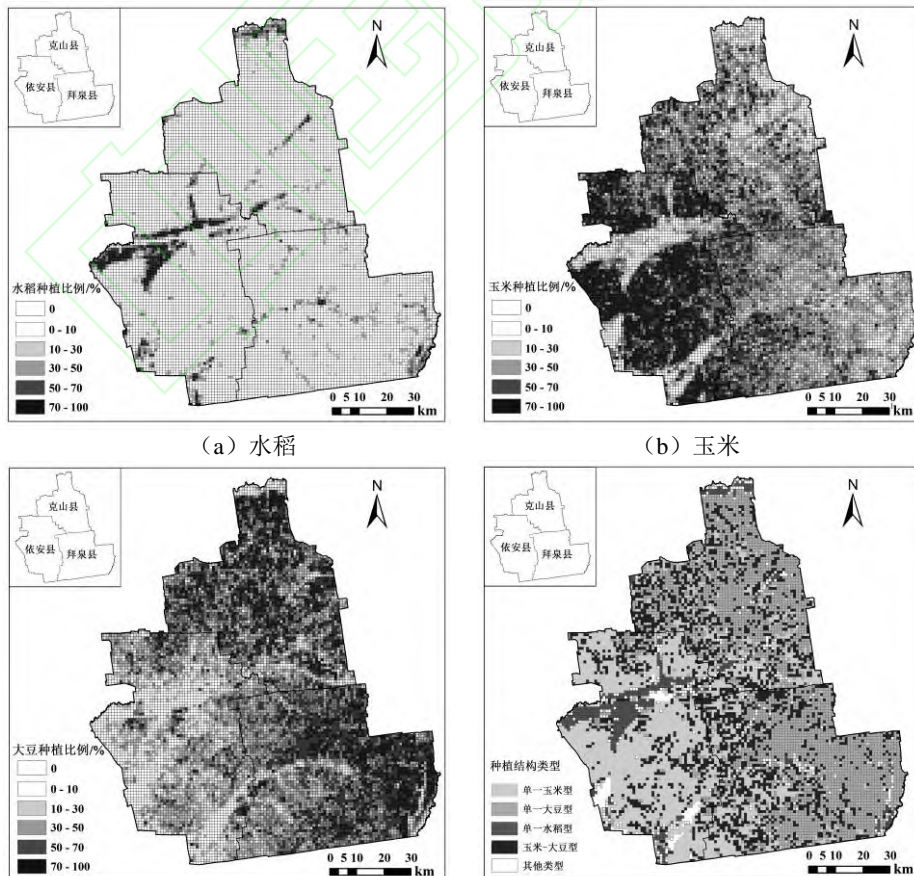 克山县
依安县
拜泉县
N
水稻种植比例/%
0
0 - 10
10 - 30
30 - 50
50 - 70
70 - 100
0 5 10 20 30
km
(a) 水稻
克山县
依安县
拜泉县
N
玉米种植比例/%
0
0 - 10
10 - 30
30 - 50
50 - 70
70 - 100
0 5 10 20 30
km
(b) 玉米
克山县
依安县
拜泉县
N
大豆种植比例/%
0
0 - 10
10 - 30
30 - 50
50 - 70
70 - 100
0 5 10 20 30
km
克山县
依安县
拜泉县
N
种植结构类型
单一玉米型
单一大豆型
单一水稻型
玉米-大豆型
其他类型
0 5 10 20 30
km